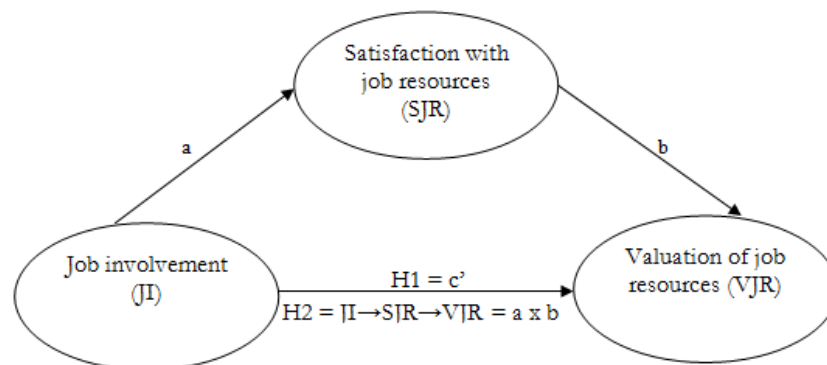 Satisfaction with
job resources
(SJR)
a
b
Job involvement
(JI)
H1 = c’
H2 = JI→SJR→VJR = a x b
Valuation of job
resources (VJR)